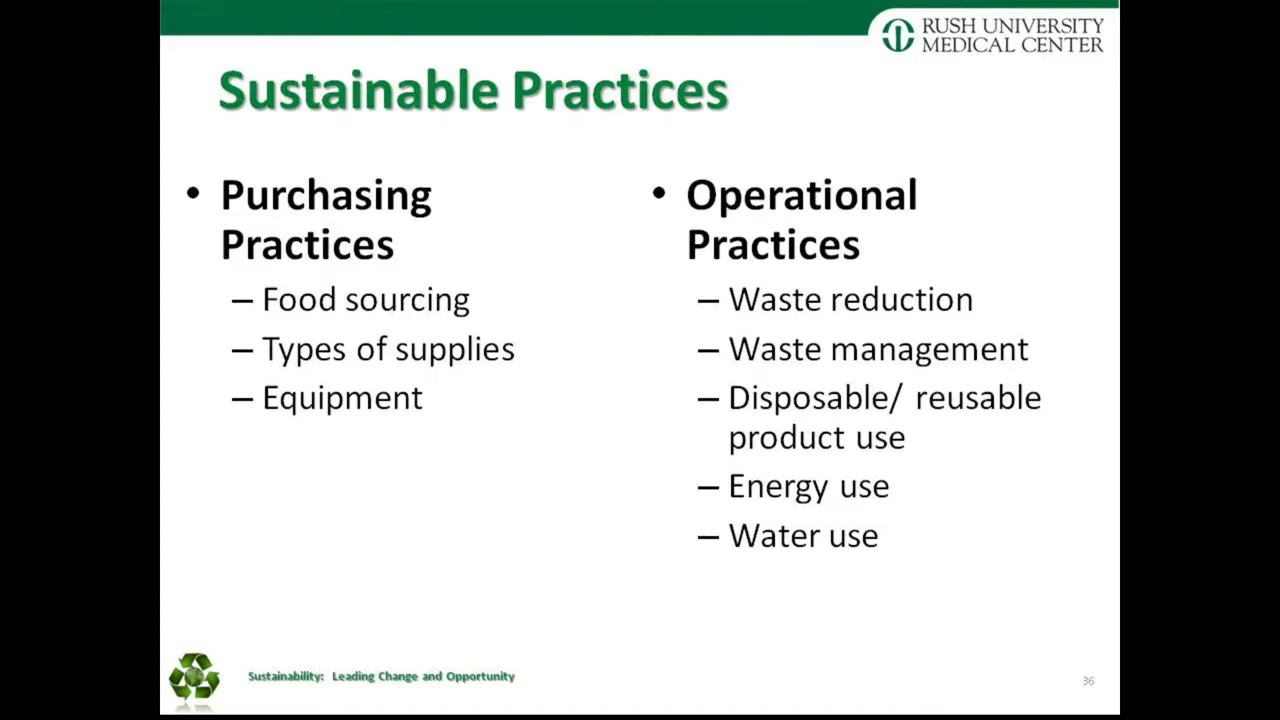 RUSH UNIVERSITY
MEDICAL CENTER
Sustainable Practices
• Purchasing
Practices
– Food sourcing
– Types of supplies
– Equipment
• Operational
Practices
– Waste reduction
– Waste management
– Disposable/ reusable
product use
– Energy use
– Water use
Sustainability: Leading Change and Opportunity
36